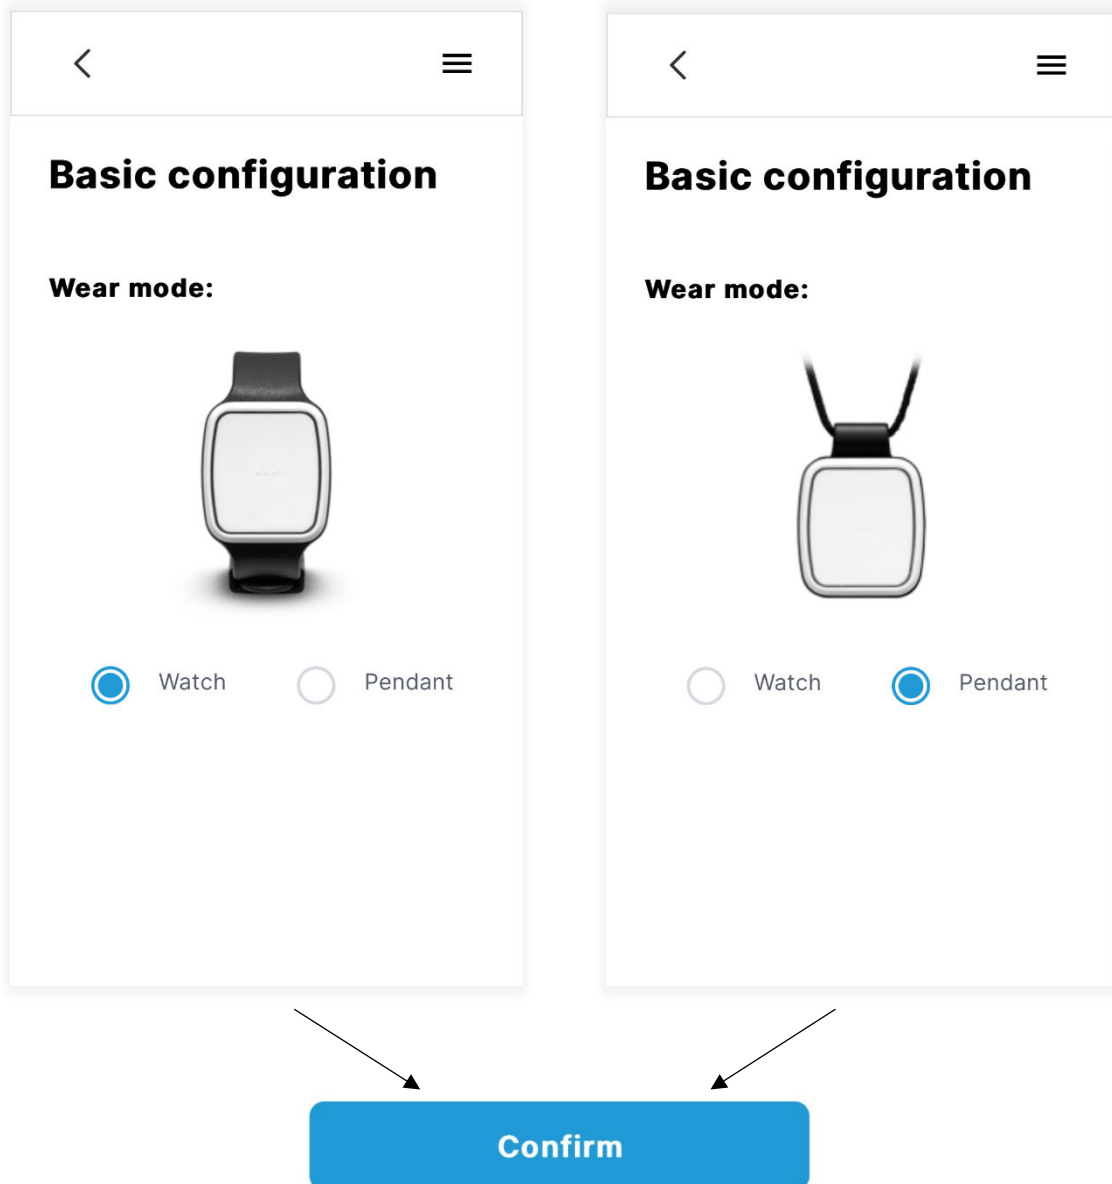 Basic configuration
Wear mode:
Watch
Pendant
Basic configuration
Wear mode:
Watch
Pendant
Confirm